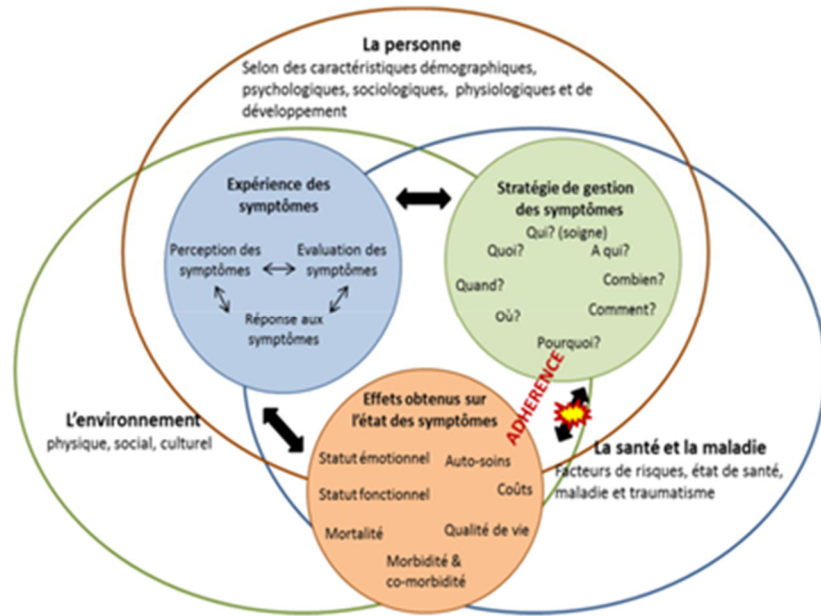 La personne
Selon des caractéristiques démographiques,
psychologiques, sociologiques, physiologiques et de
développement
Expérience des
symptômes
Perception des
symptômes
Evaluation des
symptômes
Réponse aux
symptômes
Stratégie de gestion
des symptômes
Qui? (soigne)
Quoi?
A qui?
Quand?
Combien?
Où?
Comment?
Pourquoi?
ADHERENCE
L'environnement
physique, social, culturel
La santé et la maladie
Facteurs de risques, état de santé,
maladie et traumatisme
Effets obtenus sur
l'état des symptômes
Statut émotionnel
Auto-soins
Statut fonctionnel
Coûts
Mortalité
Qualité de vie
Morbidité &
co-morbidité